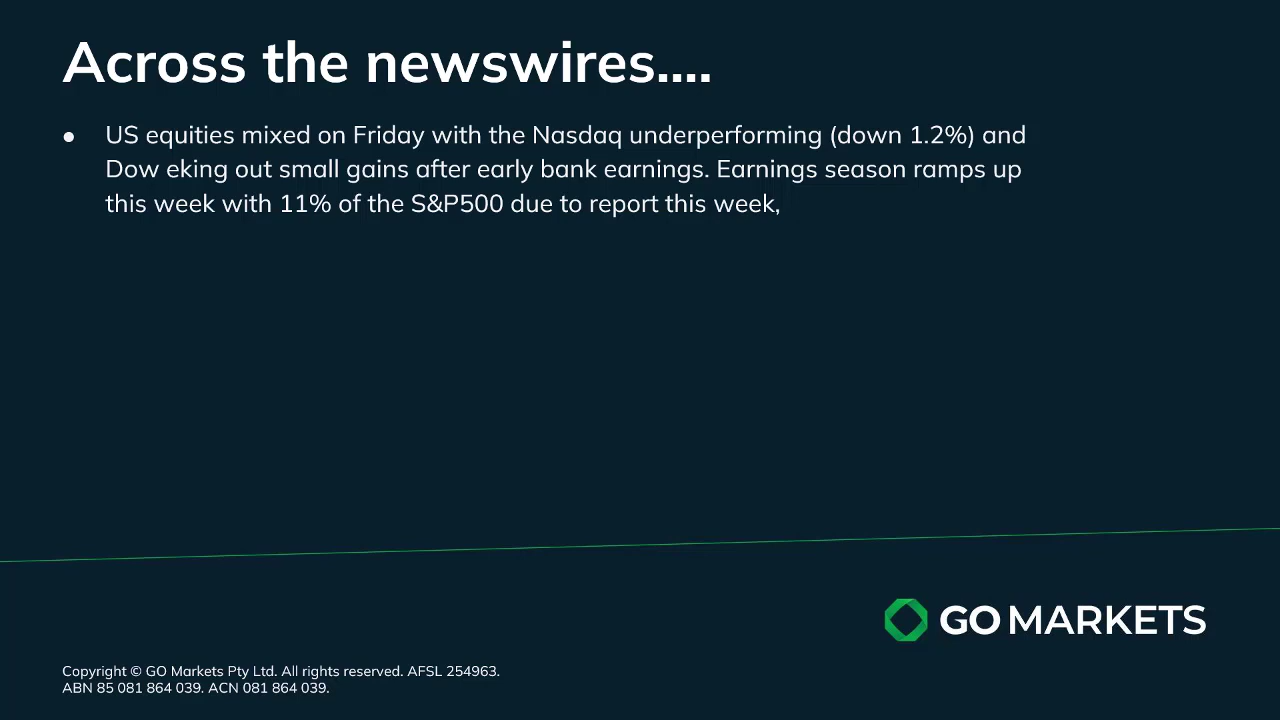 Across the newswires....
● US equities mixed on Friday with the Nasdaq underperforming (down 1.2%) and
Dow eking out small gains after early bank earnings. Earnings season ramps up
this week with 11% of the S&P500 due to report this week,
GO MARKETS
Copyright © GO Markets Pty Ltd. All rights reserved. AFSL 254963.
ABN 85 081 864 039. ACN 081 864 039.